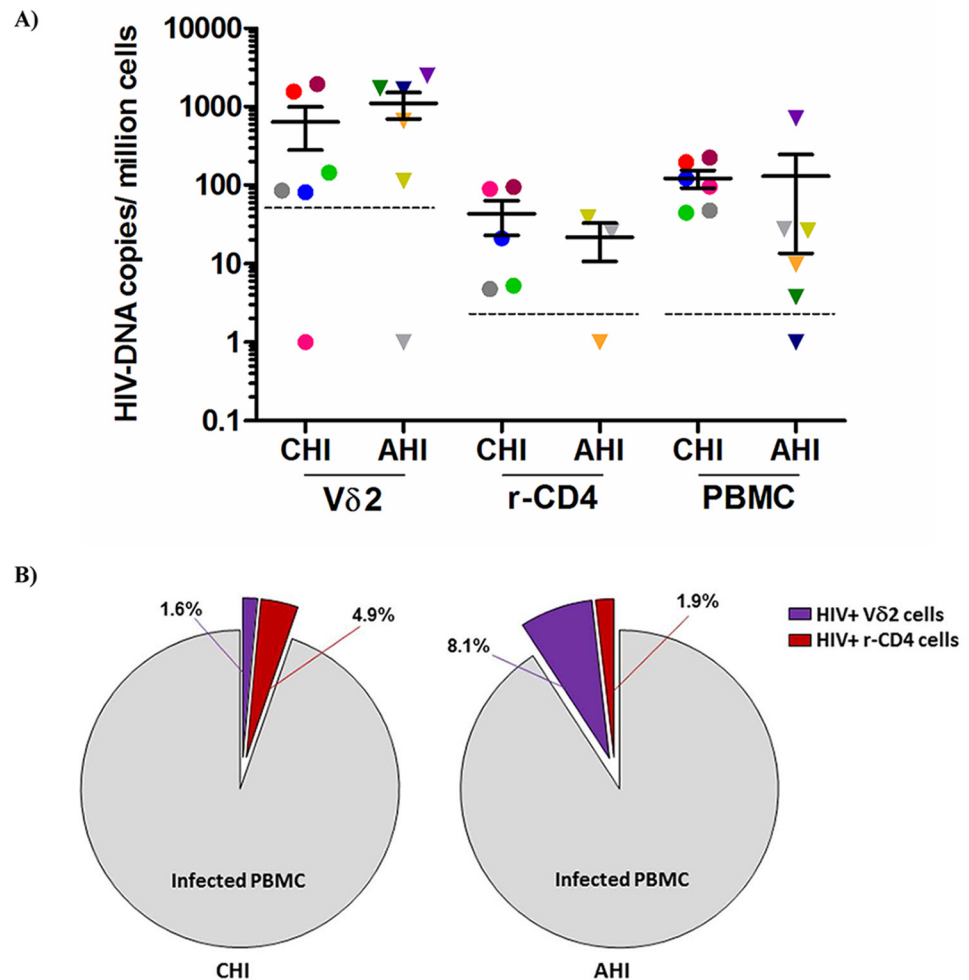 A)
HIV-DNA copies/ million cells
10000
1000
100
10
1
0.1
CHI AHI CHI AHI CHI AHI
Vδ2 r-CD4 PBMC
B)
1.6%
4.9%
Infected PBMC
CHI
8.1%
1.9%
Infected PBMC
AHI
HIV+ Vδ2 cells
HIV+ r-CD4 cells